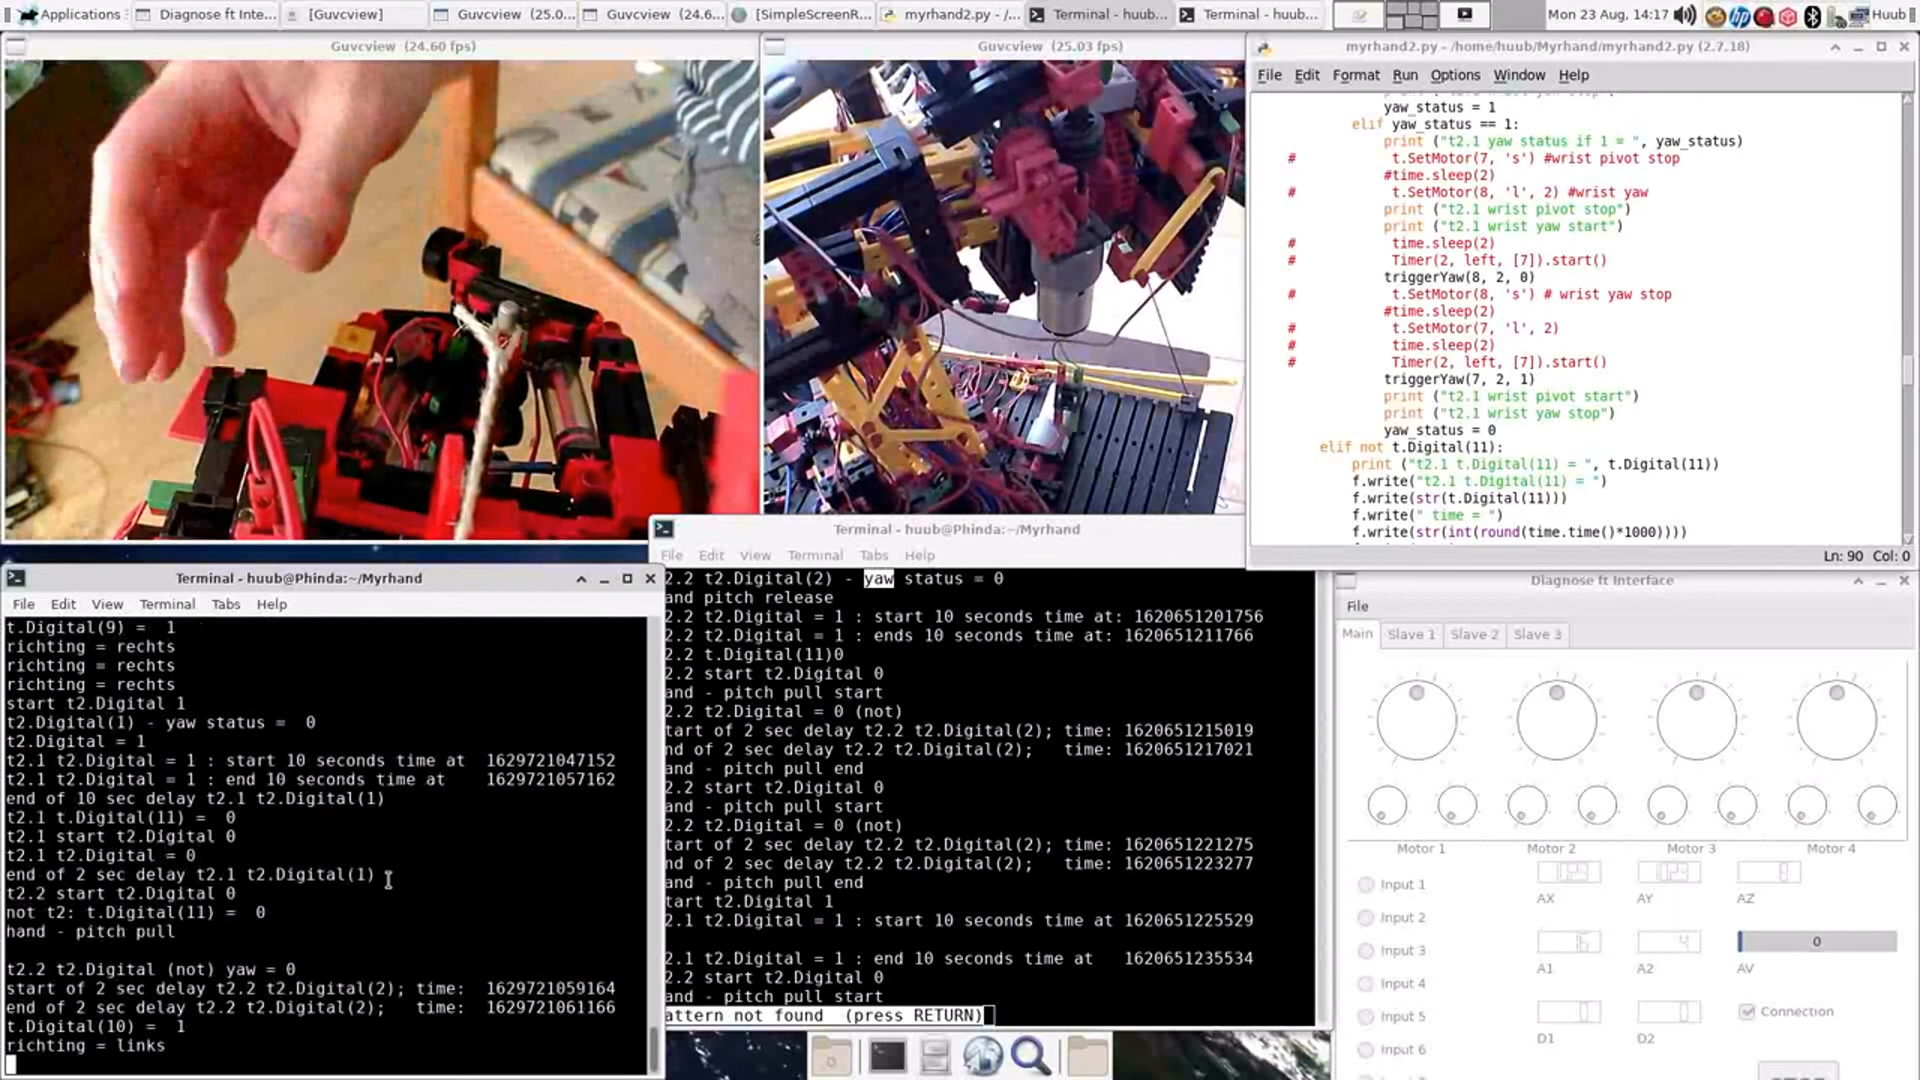 Applications
Diagnose ft Inte...
[Guvcview]
Guvcview (25.0...
Guvcview (24.6...
[SimpleScreenR...
myrhand2.py - /...
Terminal - huub...
Terminal - huub...
Mon 23 Aug, 14:17
Huub
Guvcview (24.60 fps)
Guvcview (25.03 fps)
myrhand2.py - /home/huub/Myrhand/myrhand2.py (2.7.18)
File Edit Format Run Options Window Help
yaw_status = 1
elif yaw_status == 1:
print ("t2.1 yaw status if 1 = ", yaw_status)
# t.SetMotor(7, 's') #wrist pivot stop
#time.sleep(2)
# t.SetMotor(8, 'l', 2) #wrist yaw
print ("t2.1 wrist pivot stop")
print ("t2.1 wrist yaw start")
# time.sleep(2)
# Timer(2, left, [7]).start()
triggerYaw(8, 2, 0)
# t.SetMotor(8, 's') # wrist yaw stop
#time.sleep(2)
# t.SetMotor(7, 'l', 2)
# time.sleep(2)
# Timer(2, left, [7]).start()
triggerYaw(7, 2, 1)
print ("t2.1 wrist pivot start")
print ("t2.1 wrist yaw stop")
yaw_status = 0
elif not t.Digital(11):
print ("t2.1 t.Digital(11) = ", t.Digital(11))
f.write("t2.1 t.Digital(11) = ")
f.write(str(t.Digital(11)))
f.write(" time = ")
f.write(str(int(round(time.time()*1000))))
Ln: 90 Col: 0
Terminal - huub@Phinda:~/Myrhand
File Edit View Terminal Tabs Help
t.Digital(9) = 1
richting = rechts
richting = rechts
richting = rechts
start t2.Digital 1
t2.Digital(1) - yaw status = 0
t2.Digital = 1
t2.1 t2.Digital = 1 : start 10 seconds time at 1629721047152
t2.1 t2.Digital = 1 : end 10 seconds time at 1629721057162
end of 10 sec delay t2.1 t2.Digital(1)
t2.1 t.Digital(11) = 0
t2.1 start t2.Digital 0
t2.1 t2.Digital = 0
end of 2 sec delay t2.1 t2.Digital(1)
t2.2 start t2.Digital 0
not t2: t.Digital(11) = 0
hand - pitch pull
t2.2 t2.Digital (not) yaw = 0
start of 2 sec delay t2.2 t2.Digital(2); time: 1629721059164
end of 2 sec delay t2.2 t2.Digital(2); time: 1629721061166
t.Digital(10) = 1
richting = links
Terminal - huub@Phinda:~/Myrhand
File Edit View Terminal Tabs Help
2.2 t2.Digital(2) - yaw status = 0
and pitch release
2.2 t2.Digital = 1 : start 10 seconds time at: 1620651201756
2.2 t2.Digital = 1 : ends 10 seconds time at: 1620651211766
2.2 t.Digital(11)0
2.2 start t2.Digital 0
and - pitch pull start
2.2 t2.Digital = 0 (not)
tart of 2 sec delay t2.2 t2.Digital(2); time: 1620651215019
nd of 2 sec delay t2.2 t2.Digital(2); time: 1620651217021
and - pitch pull end
2.2 start t2.Digital 0
and - pitch pull start
2.2 t2.Digital = 0 (not)
tart of 2 sec delay t2.2 t2.Digital(2); time: 1620651221275
nd of 2 sec delay t2.2 t2.Digital(2); time: 1620651223277
and - pitch pull end
tart t2.Digital 1
2.1 t2.Digital = 1 : start 10 seconds time at 1620651225529
2.1 t2.Digital = 1 : end 10 seconds time at 1620651235534
2.2 start t2.Digital 0
and - pitch pull start
attern not found (press RETURN)
Diagnose ft Interface
File
Main Slave 1 Slave 2 Slave 3
Motor 1 Motor 2 Motor 3 Motor 4
Input 1
Input 2
Input 3
Input 4
Input 5
Input 6
AX AY AZ
0
A1 A2 AV
Connection
D1 D2